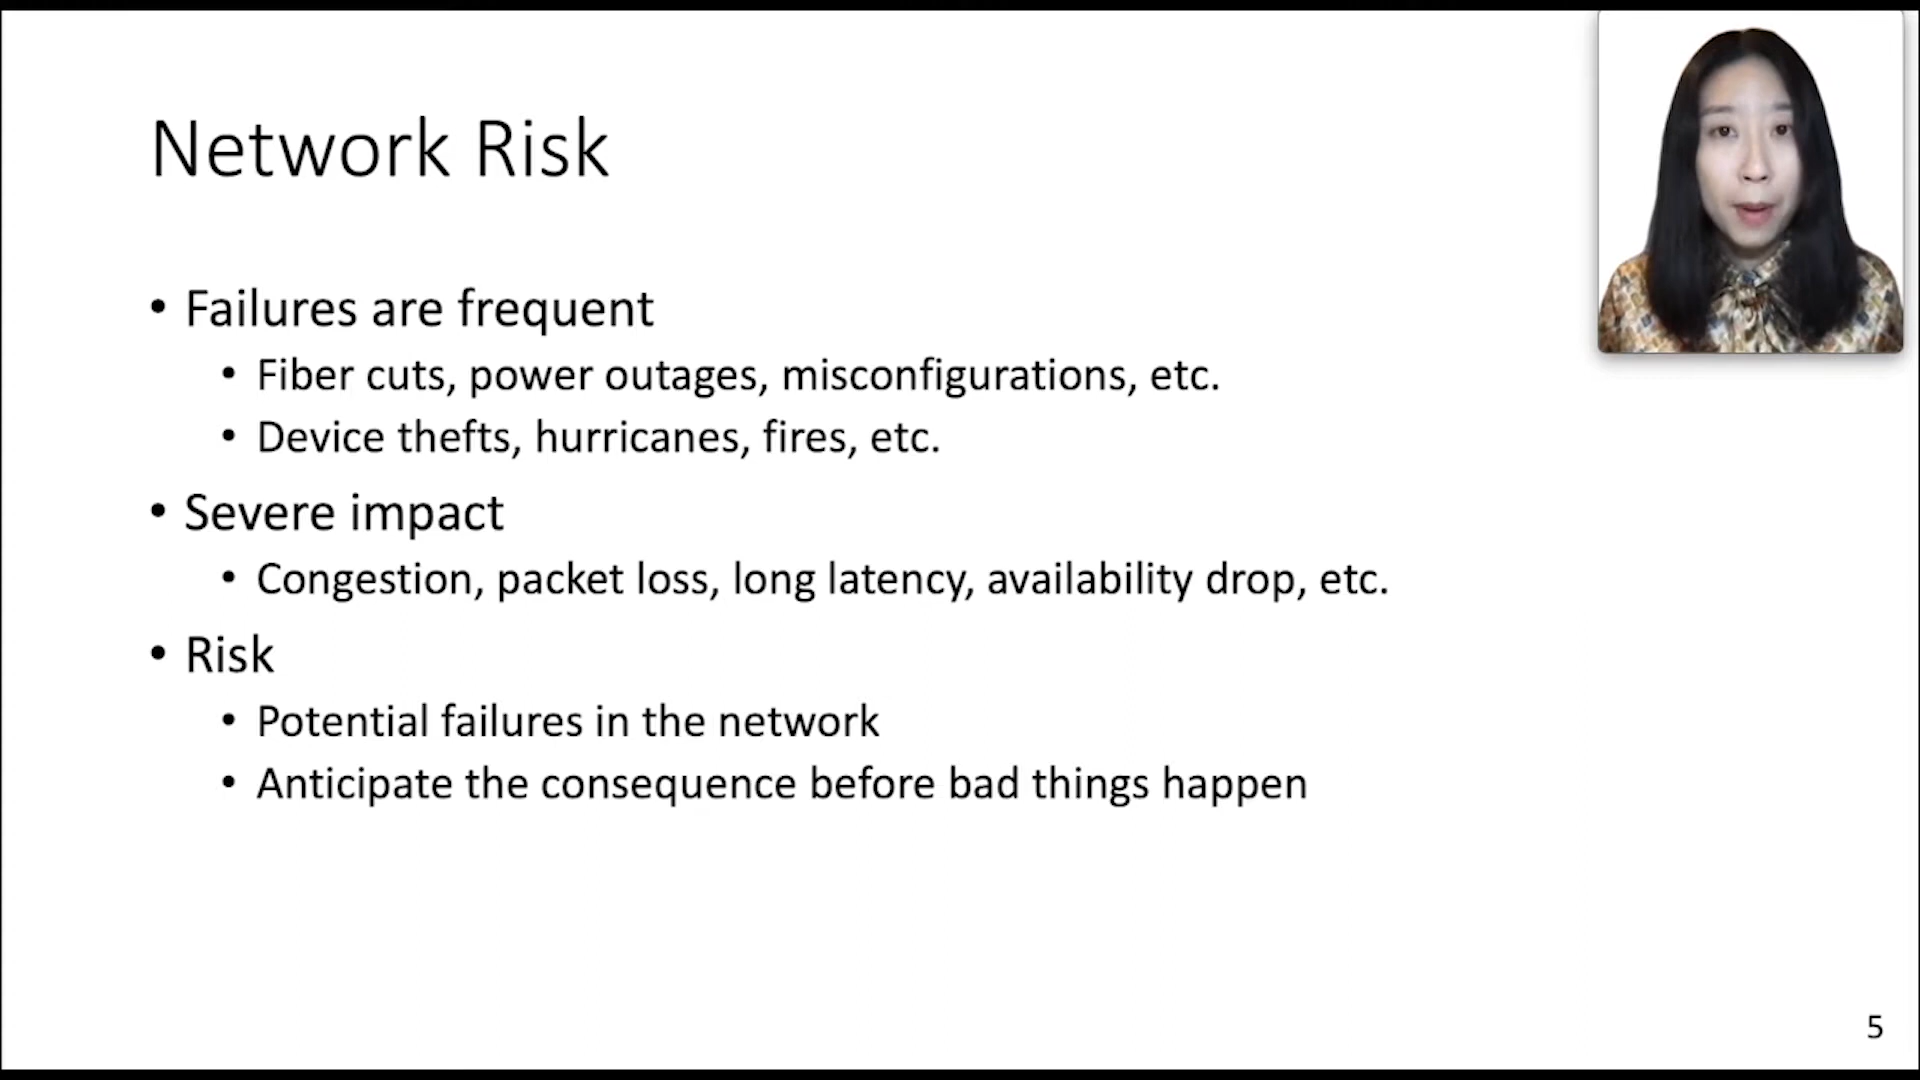 Network Risk
• Failures are frequent
• Fiber cuts, power outages, misconfigurations, etc.
• Device thefts, hurricanes, fires, etc.
• Severe impact
• Congestion, packet loss, long latency, availability drop, etc.
• Risk
• Potential failures in the network
• Anticipate the consequence before bad things happen
5